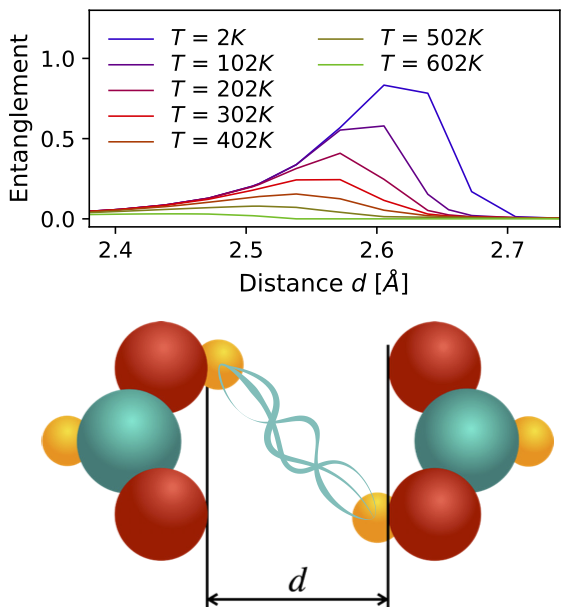 Entanglement
1.0
0.5
0.0
T = 2K
T = 102K
T = 202K
T = 302K
T = 402K
T = 502K
T = 602K
2.4 2.5 2.6 2.7
Distance d [Å]
d